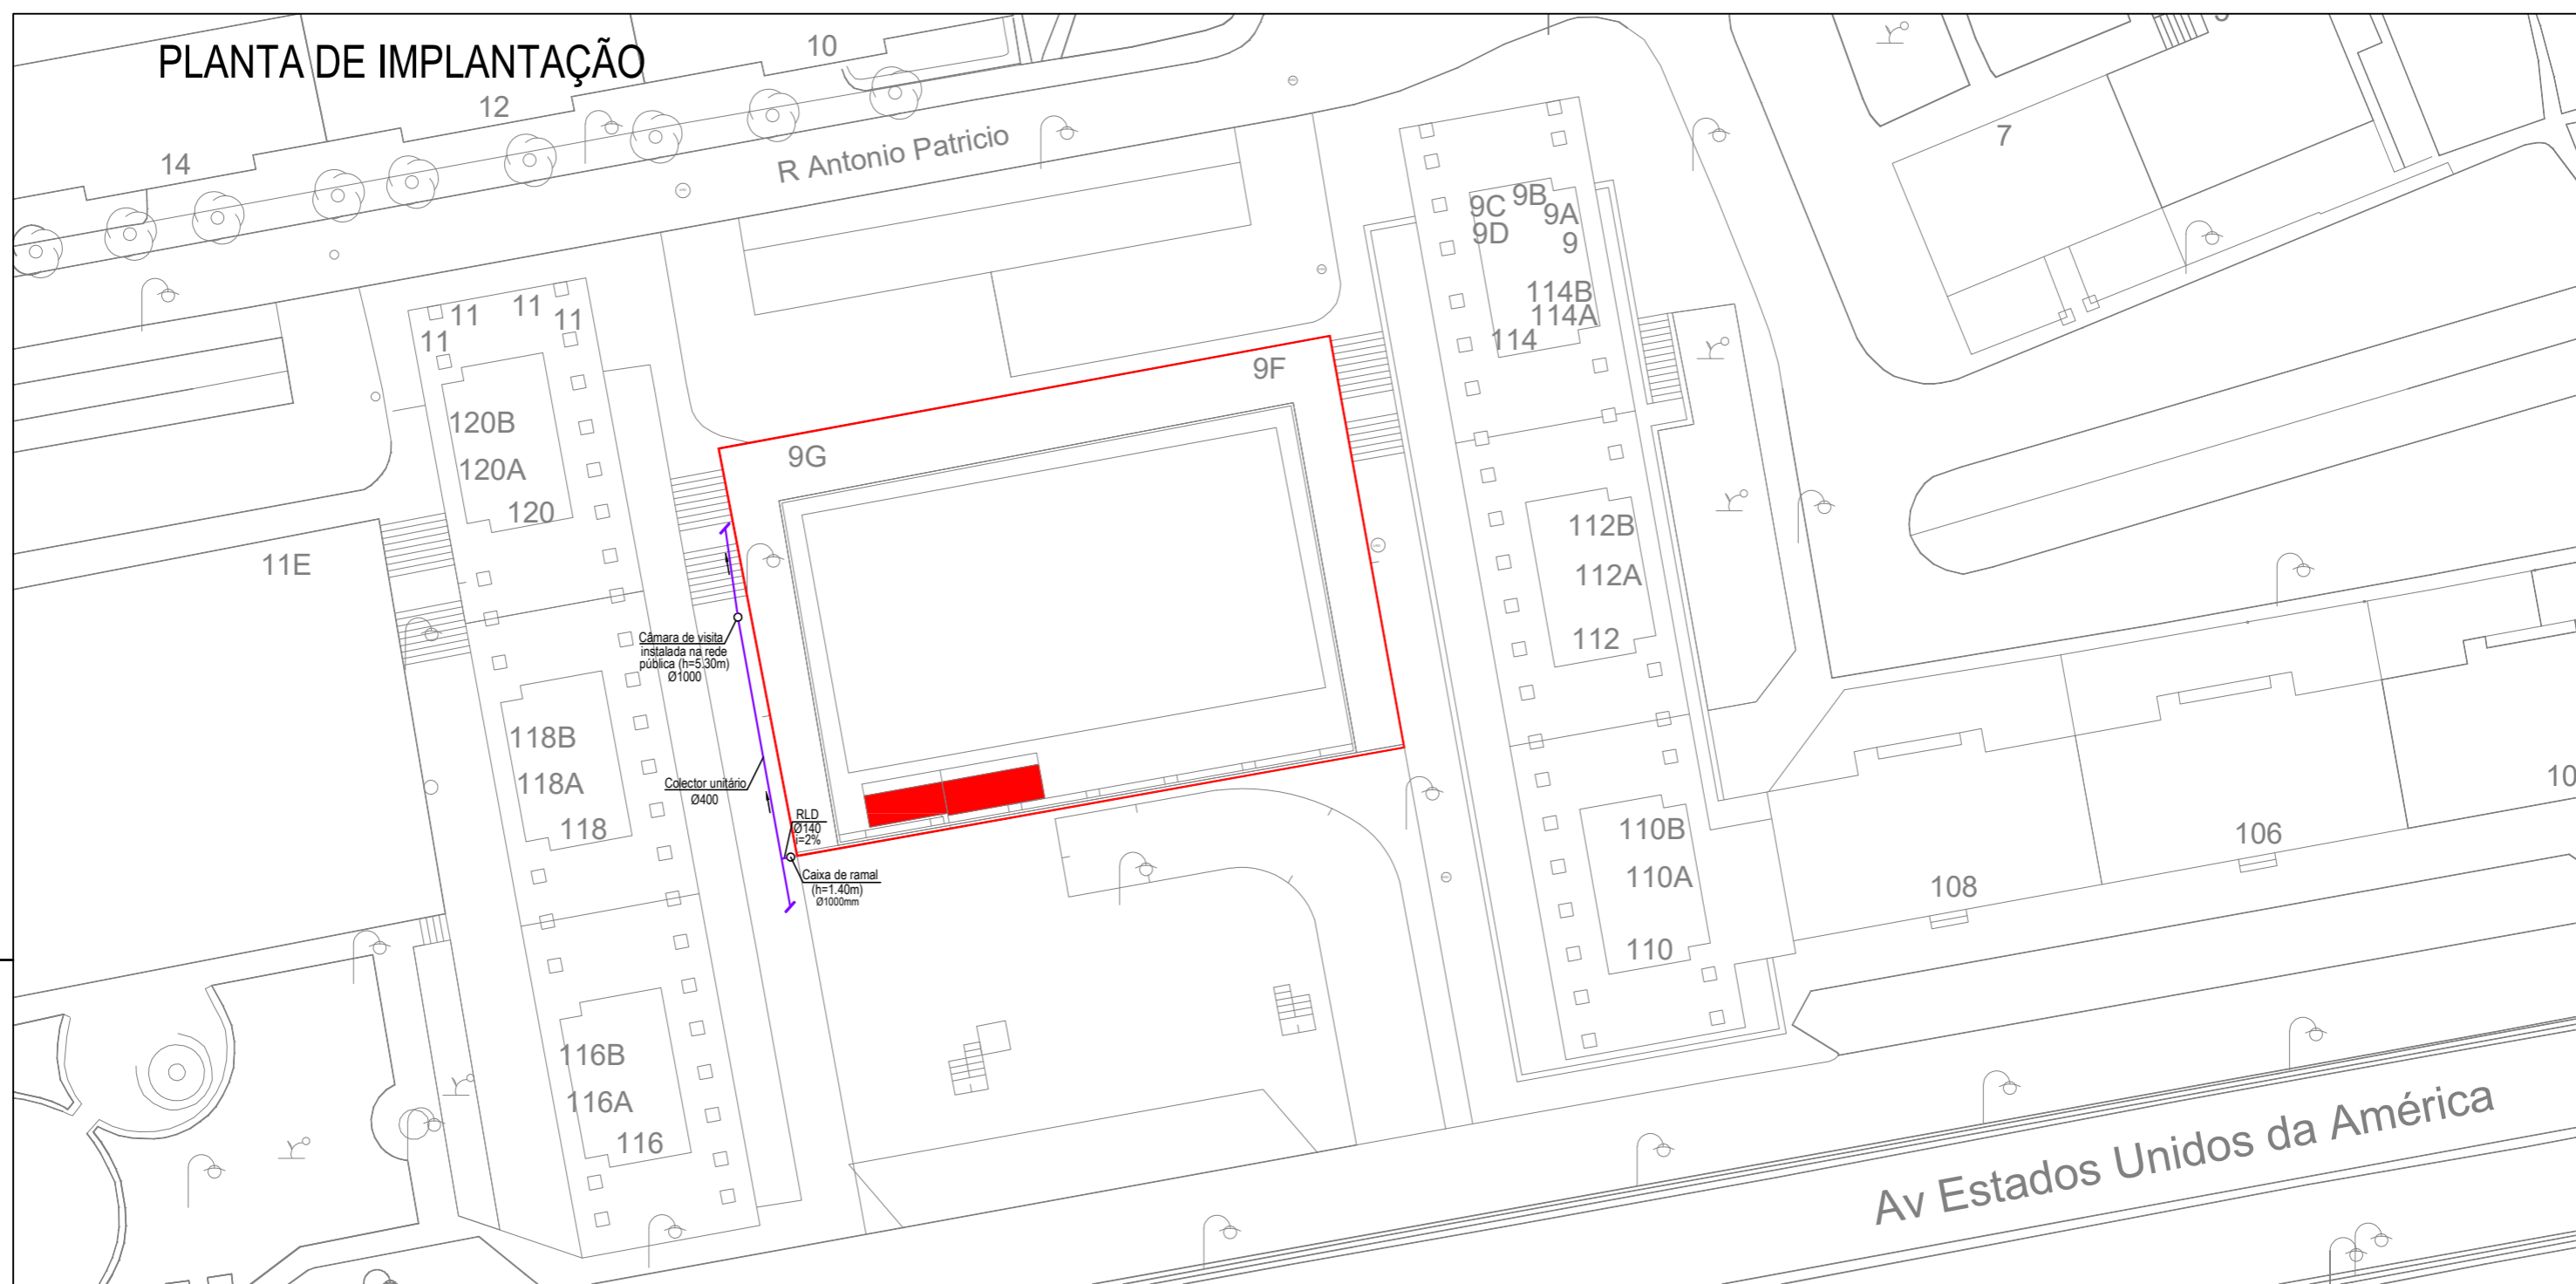 PLANTA DE IMPLANTAÇÃO
10
12
14
R Antonio Patricio
7
9C
9B
9A
9D
9
114B
114A
114
11
11
11
11
11
9F
9G
120B
120A
120
11E
112B
112A
112
Câmara de visita
instalada na rede
pública (h=5.30m)
Ø1000
118B
118A
118
Colector unitário
Ø400
RLD
Ø140
i=2%
Caixa de ramal
(h=1.40m)
Ø1000mm
110B
110A
110
108
106
10
116B
116A
116
Av Estados Unidos da América